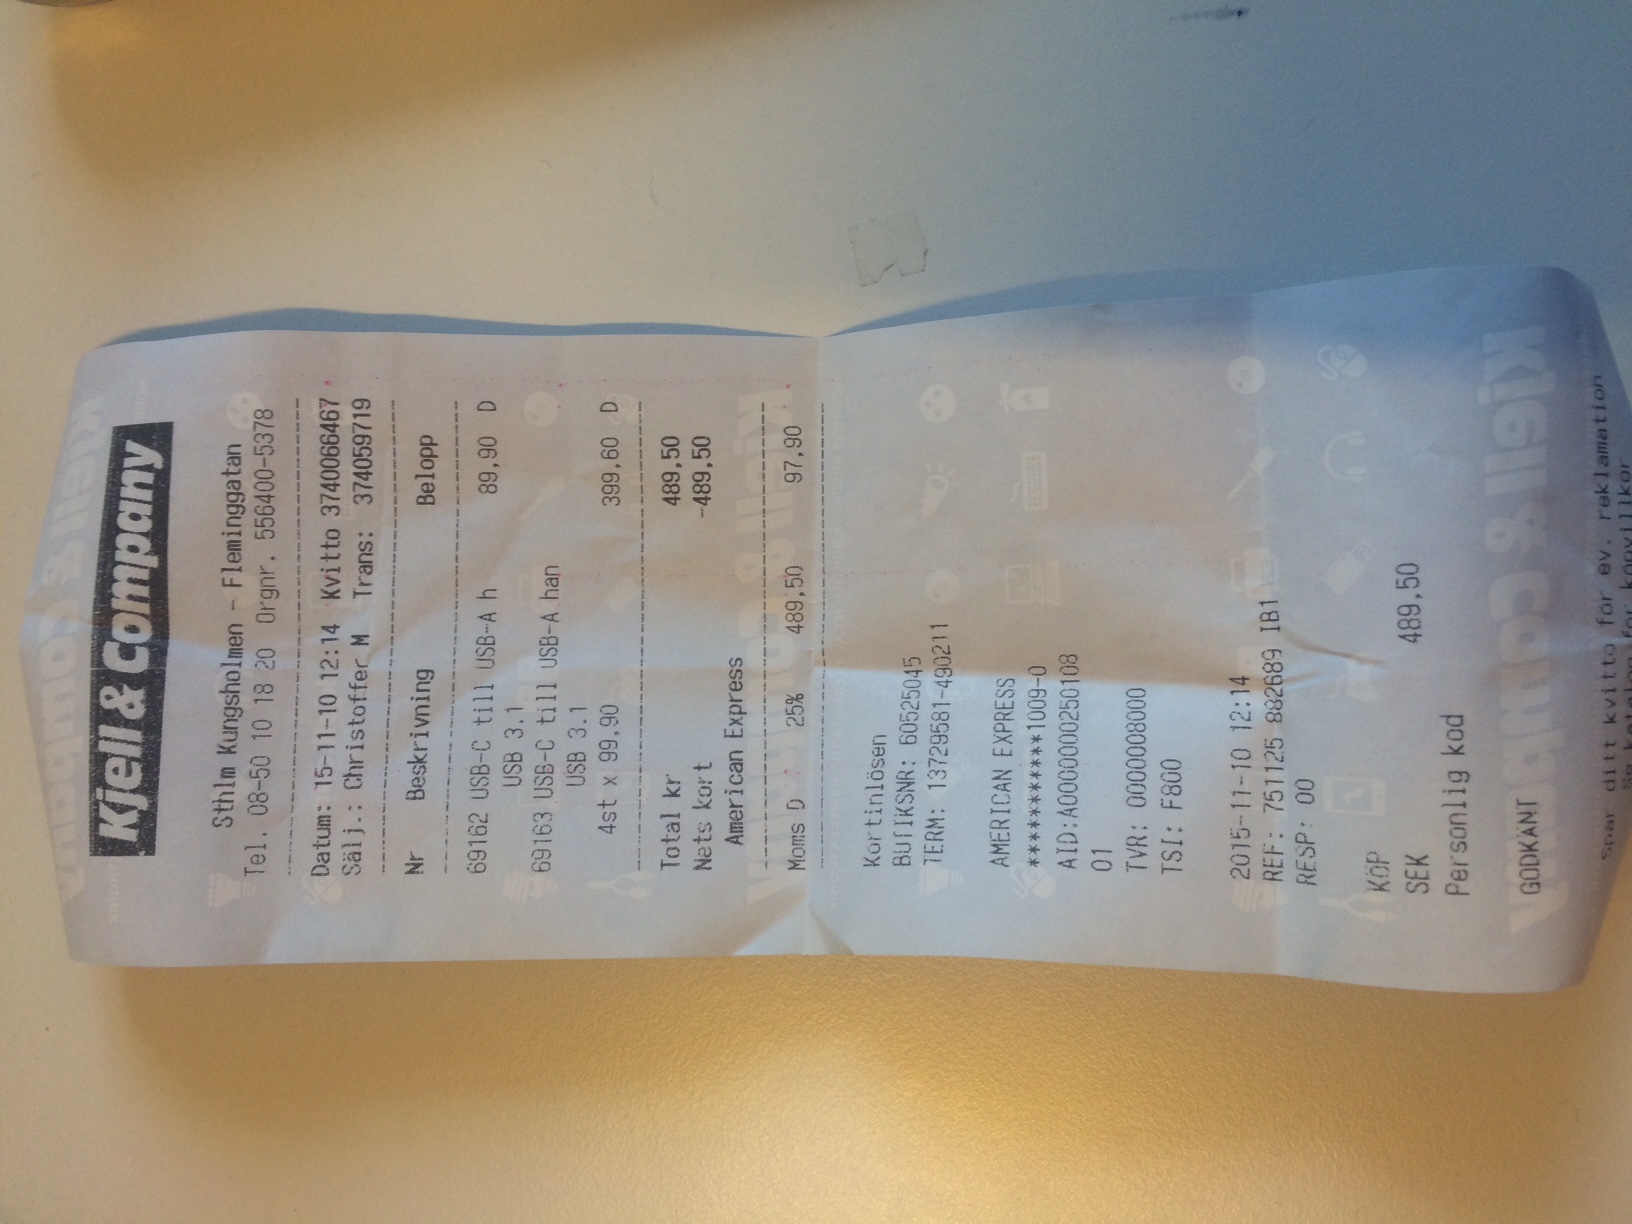 Kjell & Company
Sthlm Kungsholmen - Fleminggatan
Tel. 08-50 10 18 20 Orgnr. 556400-5378
Datum: 15-11-10 12:14 Kvitto 3740066467
Sälj.: Christoffer M Trans: 374059719
Nr Beskrivning Belopp
69162 USB-C till USB-A h 89,90 D
USB 3.1
69163 USB-C till USB-A han
USB 3.1
4st x 99,90 399,60 D
Total kr 489,50
Nets kort -489,50
American Express
Moms D 25% 489,50 97,90
Kortinlösen
BUTIKSNR: 60525045
TERM: 13729581-490211
AMERICAN EXPRESS
***********1009-0
AID:A0000000250108
01
TVR: 0000008000
TSI: F800
2015-11-10 12:14
REF: 751125 882689 IB1
RESP: 00
KÖP
SEK 489,50
Personlig kod
GODKÄNT
Spar ditt kvitto för ev. reklamation
Se katalog för köpvillkor